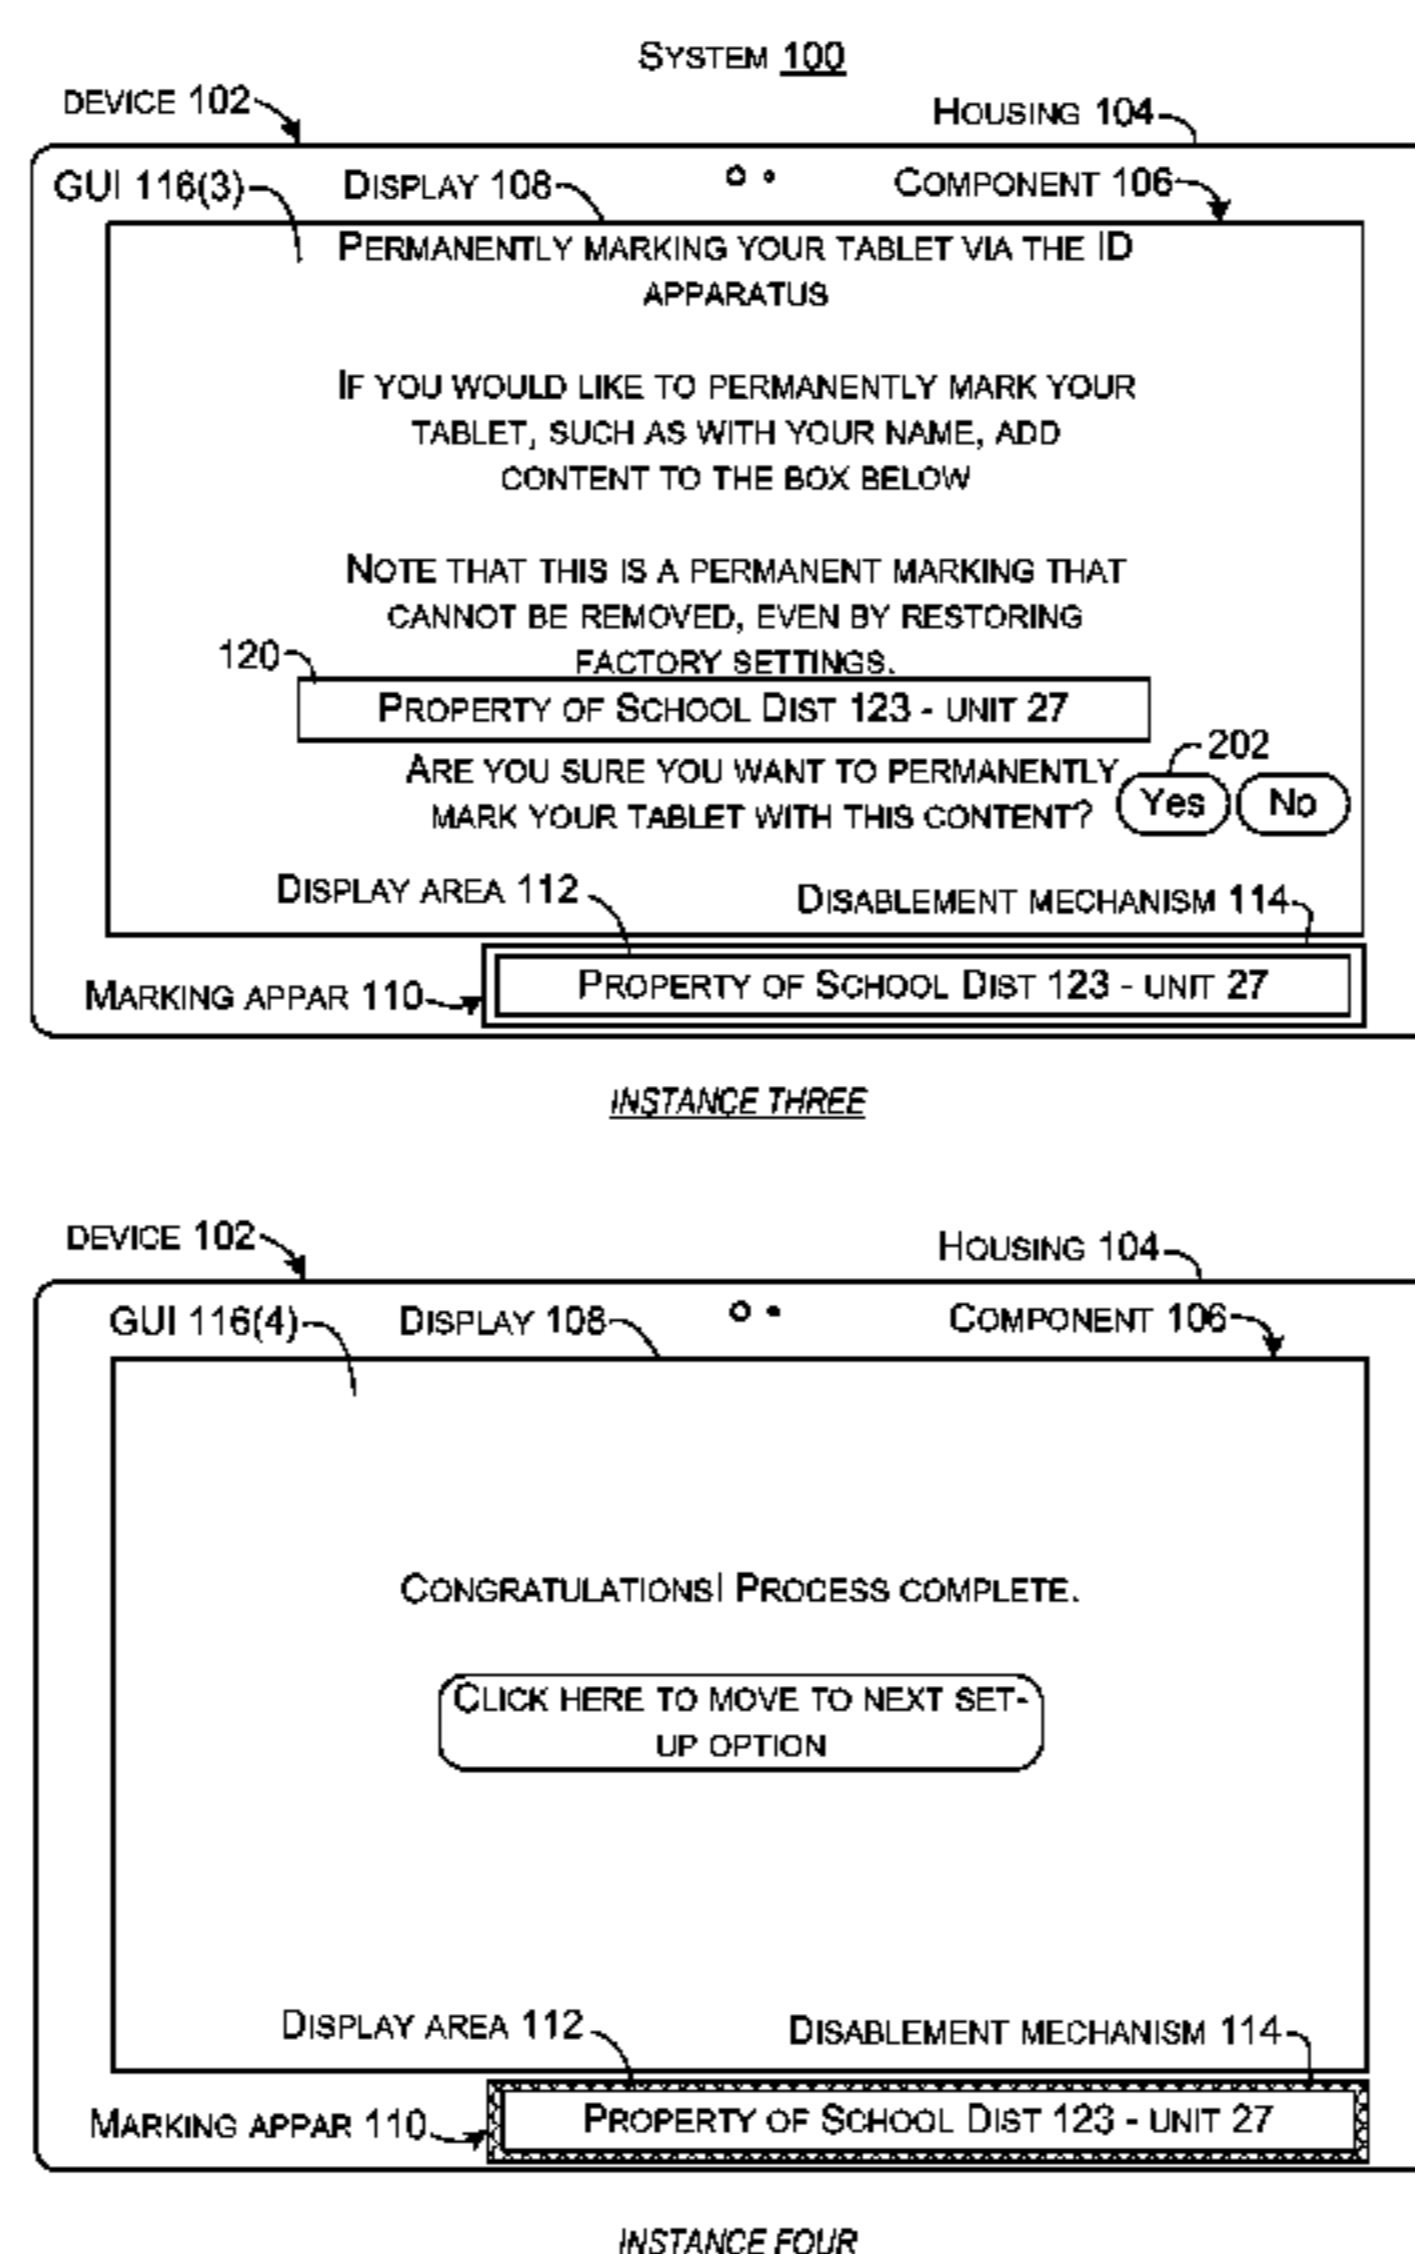 SYSTEM 100
DEVICE 102
HOUSING 104
GUI 116(3)
DISPLAY 108
COMPONENT 106
PERMANENTLY MARKING YOUR TABLET VIA THE ID
APPARATUS
IF YOU WOULD LIKE TO PERMANENTLY MARK YOUR
TABLET, SUCH AS WITH YOUR NAME, ADD
CONTENT TO THE BOX BELOW
NOTE THAT THIS IS A PERMANENT MARKING THAT
CANNOT BE REMOVED, EVEN BY RESTORING
FACTORY SETTINGS.
120
PROPERTY OF SCHOOL DIST 123 - UNIT 27
202
ARE YOU SURE YOU WANT TO PERMANENTLY
MARK YOUR TABLET WITH THIS CONTENT?
Yes
No
DISPLAY AREA 112
DISABLEMENT MECHANISM 114
MARKING APPAR 110
PROPERTY OF SCHOOL DIST 123 - UNIT 27
INSTANCE THREE
DEVICE 102
HOUSING 104
GUI 116(4)
DISPLAY 108
COMPONENT 106
CONGRATULATIONS! PROCESS COMPLETE.
CLICK HERE TO MOVE TO NEXT SET-
UP OPTION
DISPLAY AREA 112
DISABLEMENT MECHANISM 114
MARKING APPAR 110
PROPERTY OF SCHOOL DIST 123 - UNIT 27
INSTANCE FOUR